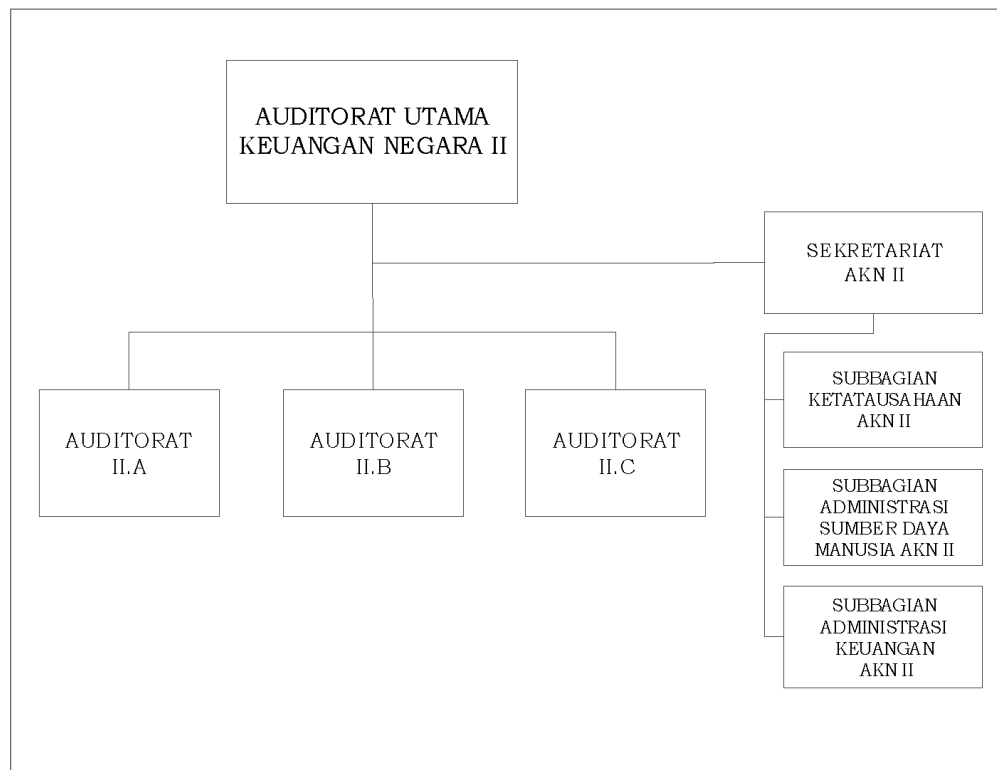 AUDITORAT UTAMA
KEUANGAN NEGARA II
SEKRETARIAT
AKN II
AUDITORAT
II.A
AUDITORAT
II.B
AUDITORAT
II.C
SUBBAGIAN
KETATAUSAHAAN
AKN II
SUBBAGIAN
ADMINISTRASI
SUMBER DAYA
MANUSIA AKN II
SUBBAGIAN
ADMINISTRASI
KEUANGAN
AKN II